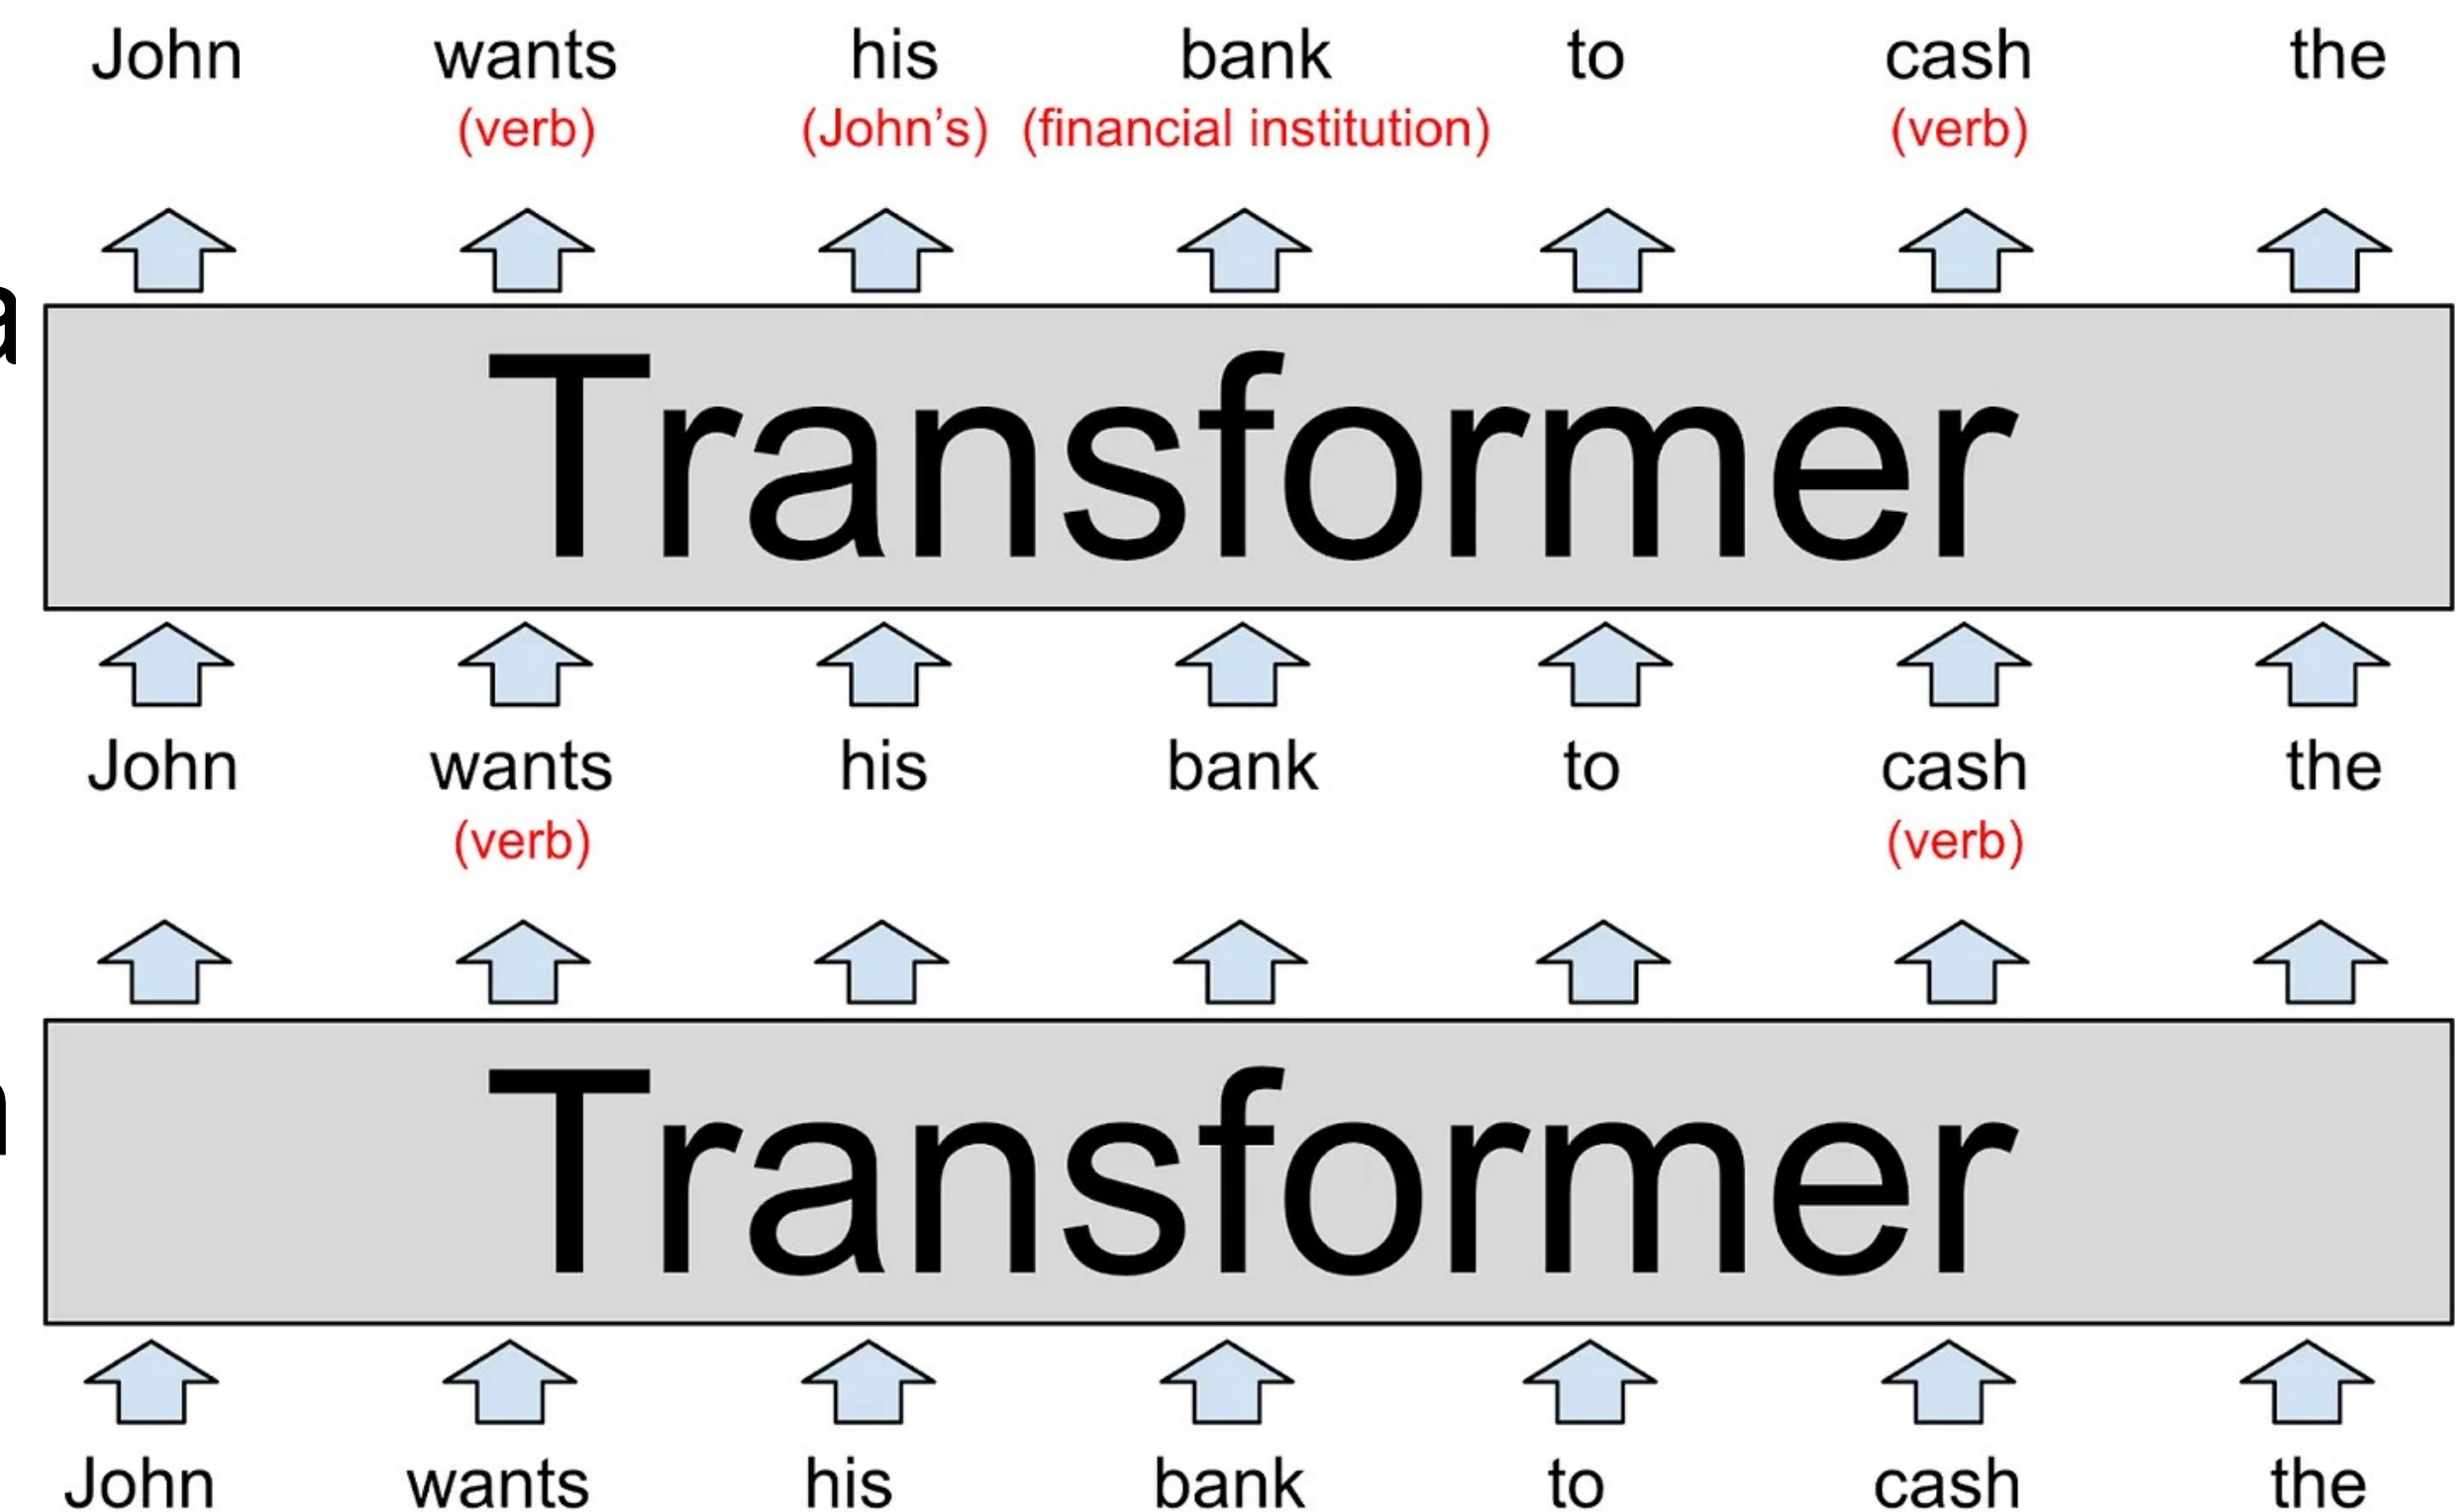 John wants his bank to cash the
(verb) (John's) (financial institution) (verb)
Transformer
John wants his bank to cash the
(verb) (verb)
Transformer
John wants his bank to cash the